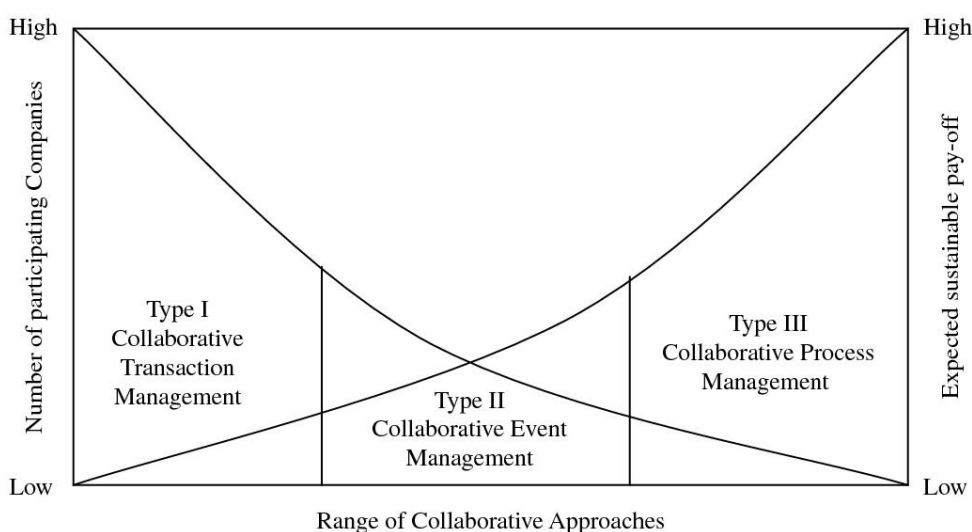 High
High
Number of participating Companies
Expected sustainable pay-off
Type I
Collaborative
Transaction
Management
Type II
Collaborative Event
Management
Type III
Collaborative Process
Management
Low
Low
Range of Collaborative Approaches